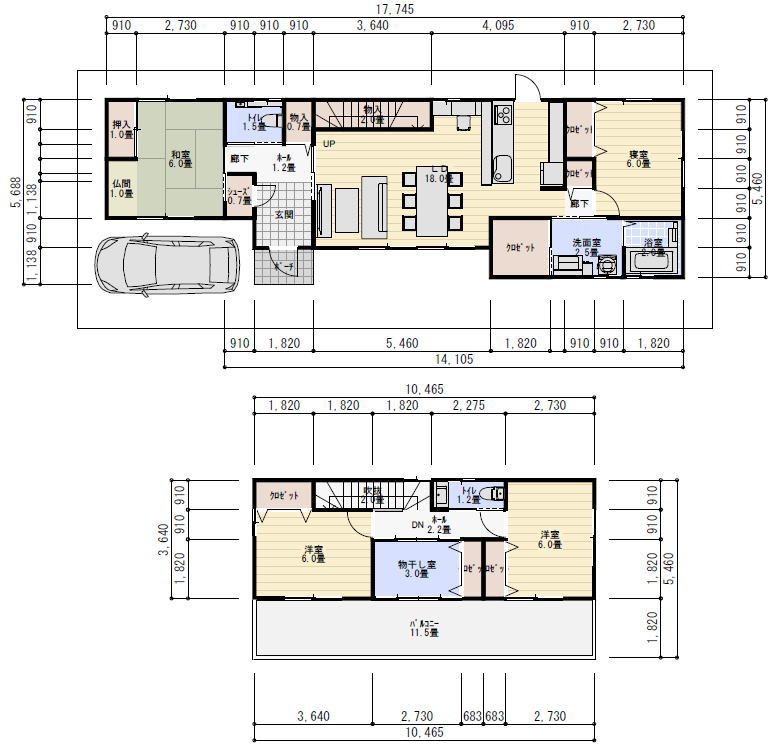 17,745
910 2,730 910 910 910 3,640 4,095 910 2,730
押入
1.0畳
和室
6.0畳
仏間
1.0畳
トイレ
1.5畳
物入
0.7畳
物入
2.0畳
UP
廊下
ホール
1.2畳
シューズ
0.7畳
玄関
ポーチ
LD
18.0畳
クロゼット
クロゼット
寝室
6.0畳
廊下
クロゼット
洗面室
2.5畳
浴室
2.0畳
5,688
910
1,138
910
1,138
910
910
910
910
5,460
910 1,820 5,460 1,820 910 910 1,820
14,105
10,465
1,820 1,820 1,820 2,275 2,730
クロゼット
吹抜
2.0畳
トイレ
1.2畳
DN
ホール
2.2畳
洋室
6.0畳
物干し室
3.0畳
クロゼット
クロゼット
洋室
6.0畳
バルコニー
11.5畳
3,640
910
910
1,820
910
910
1,820
1,820
5,460
3,640 2,730 683 683 2,730
10,465